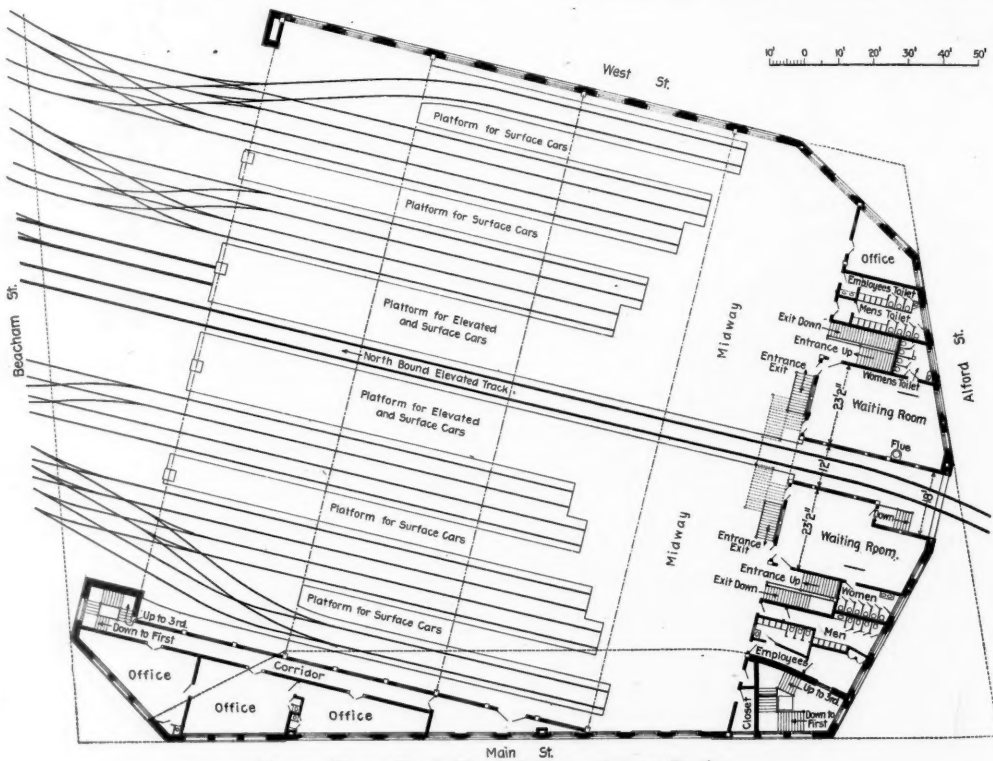 10' 0 10' 20' 30' 40'
West St.
Platform for Surface Cars
Platform for Surface Cars
Platform for Elevated
and Surface Cars
North Bound Elevated Track
Platform for Elevated
and Surface Cars
Platform for Surface Cars
Platform for Surface Cars
Beacham St.
Midway
Midway
Office
Employees Toilet
Mens Toilet
Exit Down
Entrance Up
Entrance
Exit
Womens Toilet
Alford St.
Waiting Room
23'2"
Flue
12'
18'
23'2"
Down
Waiting Room
Entrance
Exit
Entrance Up
Exit Down
Women
Men
Employees
Up to 3rd.
Down to
First
Closet
Up to 3rd.
Down to First
Corridor
Office
Office
Office
Main St.